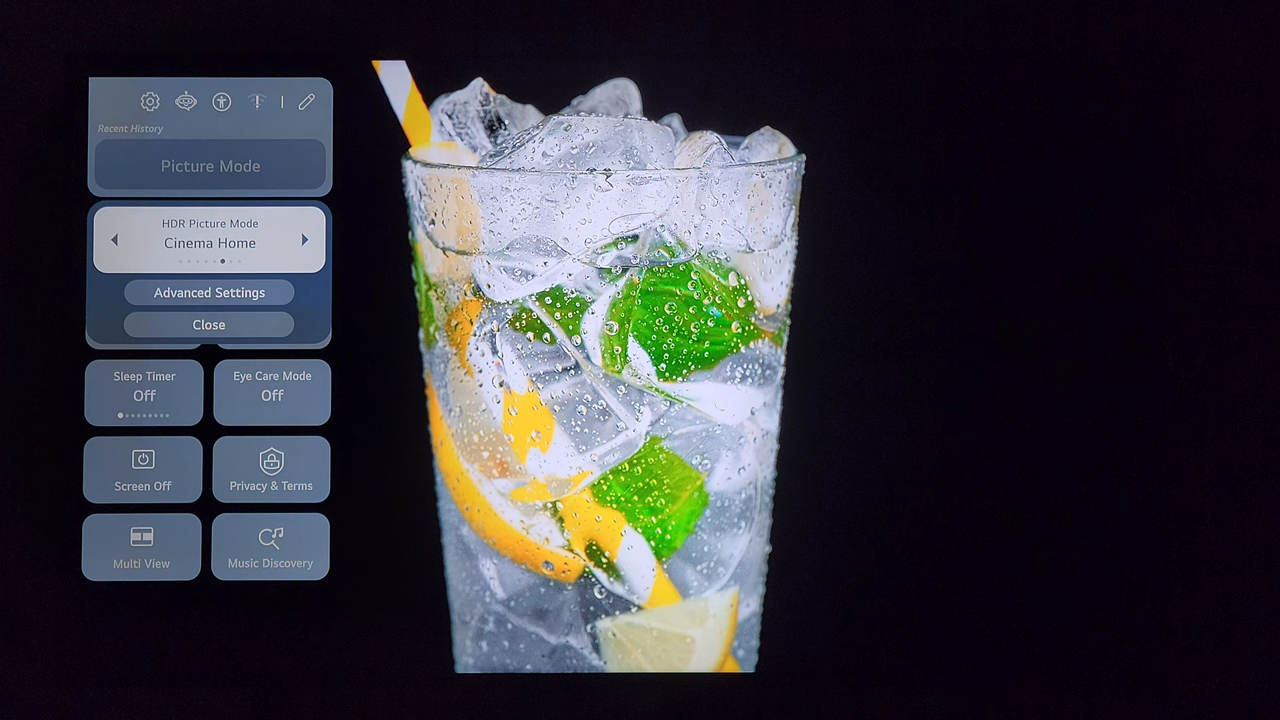 Recent History
Picture Mode
HDR Picture Mode
Cinema Home
Advanced Settings
Close
Sleep Timer
Off
Eye Care Mode
Off
Screen Off
Privacy & Terms
Multi View
Music Discovery